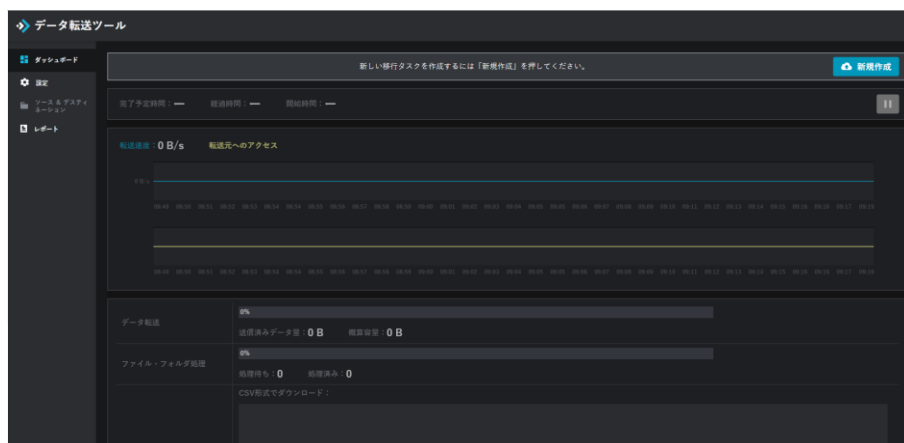 データ転送ツール
ダッシュボード
新しい移行タスクを作成するには「新規作成」を押してください。
新規作成
設定
ソース & デスティ
ネーション
レポート
完了予定時間：ー
経過時間：ー
開始時間：ー
転送速度：0 B/s
転送元へのアクセス
0 B/s
データ転送
0%
送信済みデータ量：0 B
概算容量：0 B
ファイル・フォルダ処理
0%
処理待ち：0
処理済み：0
CSV形式でダウンロード：